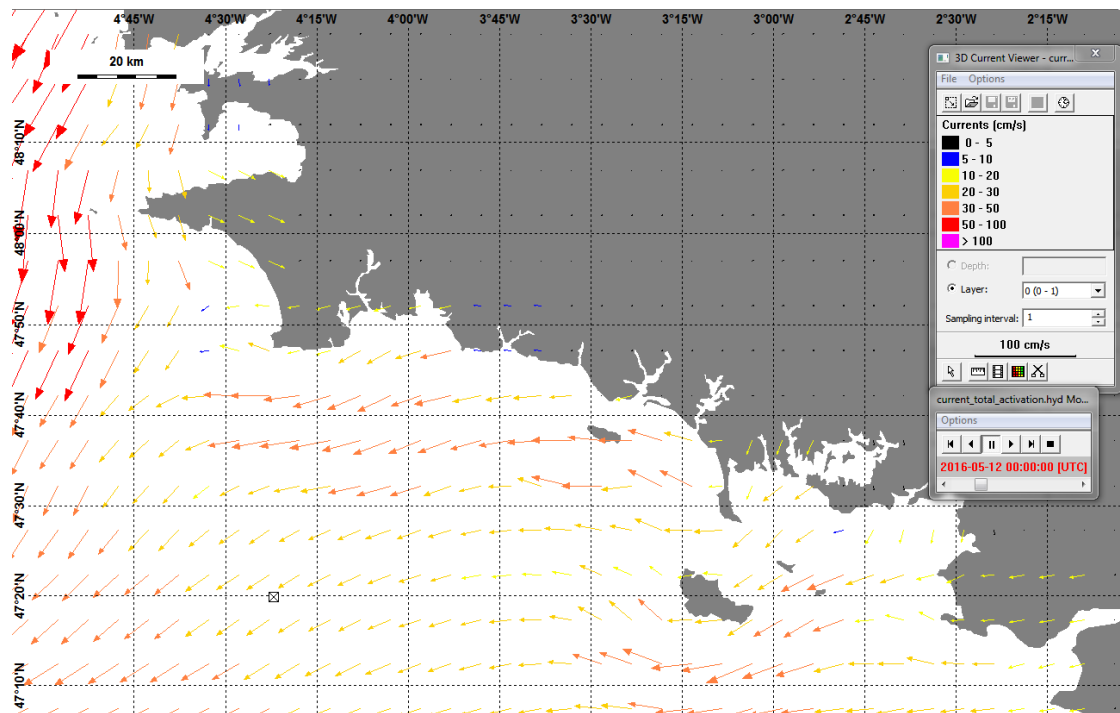 4°45'W 4°30'W 4°15'W 4°00'W 3°45'W 3°30'W 3°15'W 3°00'W 2°45'W 2°30'W 2°15'W
20 km
48°10'N
48°00'N
47°50'N
47°40'N
47°30'N
47°20'N
47°10'N
3D Current Viewer - curr...
File Options
Currents (cm/s)
0 - 5
5 - 10
10 - 20
20 - 30
30 - 50
50 - 100
> 100
Depth:
Layer: 0 (0 - 1)
Sampling interval: 1
100 cm/s
current_total_activation.hyd Mo...
Options
2016-05-12 00:00:00 [UTC]